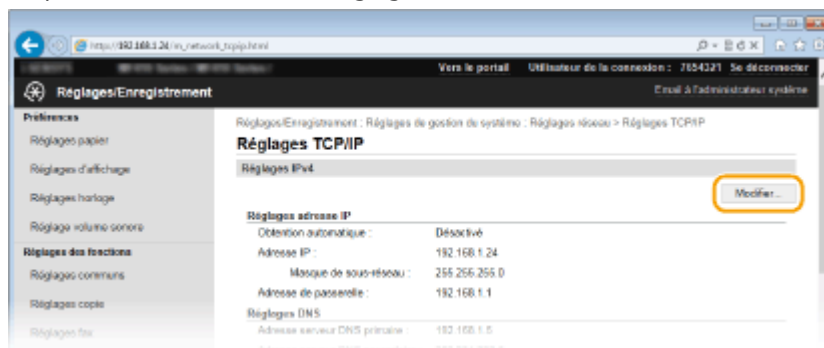 http://192.168.1.24/m_network_tcpip.html
Vers le portail Utilisateur de la connexion : 7654321 Se déconnecter
Réglages/Enregistrement
Email à l'administrateur système
Préférences
Réglages/Enregistrement : Réglages de gestion du système : Réglages réseau > Réglages TCP/IP
Réglages papier
Réglages TCP/IP
Réglages d'affichage
Réglages IPv4
Réglages horloge
Modifier...
Réglage volume sonore
Réglages adresse IP
Obtention automatique : Désactivé
Réglages des fonctions
Adresse IP : 192.168.1.24
Réglages communs
Masque de sous-réseau : 255.255.255.0
Adresse de passerelle : 192.168.1.1
Réglages copie
Réglages DNS
Réglages fax
Adresse serveur DNS primaire : 192.168.1.5